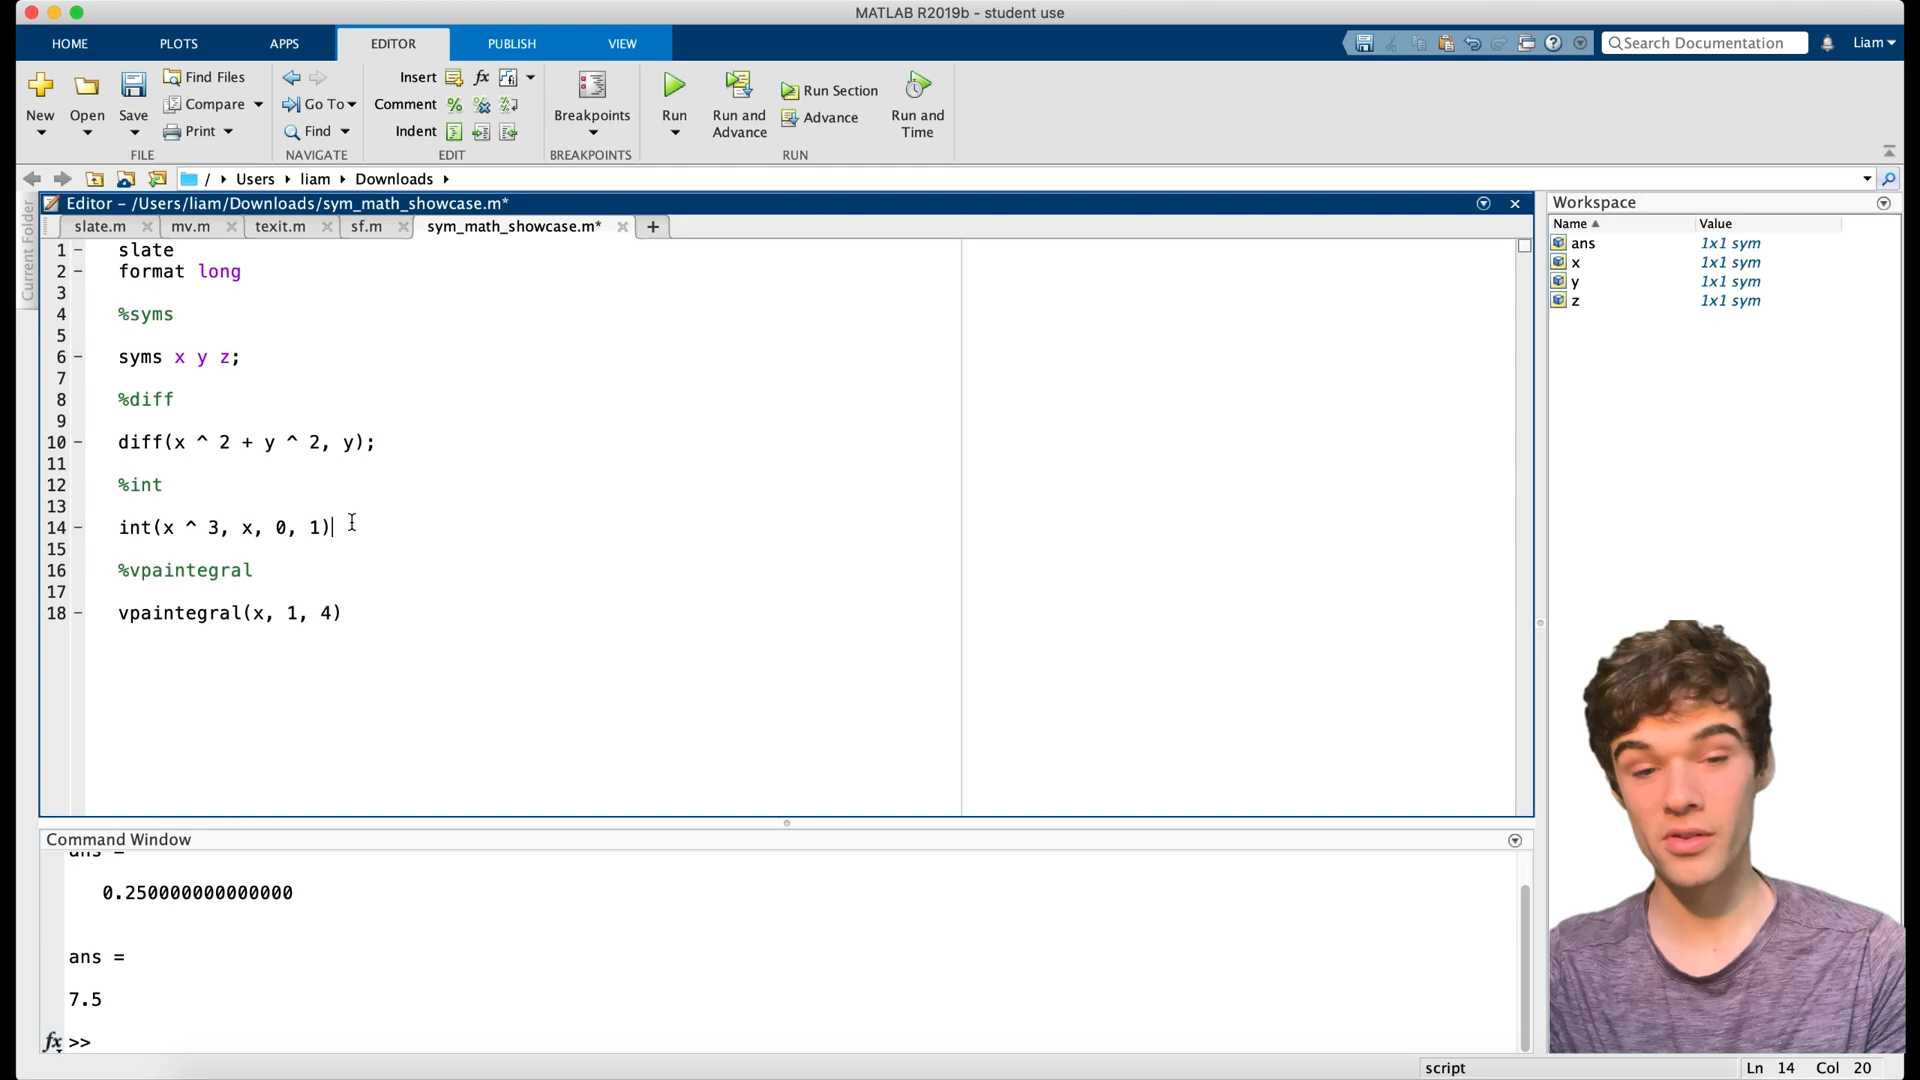 MATLAB R2019b - student use
HOME PLOTS APPS EDITOR PUBLISH VIEW
Search Documentation
Liam
New
Open
Save
Find Files
Compare
Print
FILE
Go To
Find
NAVIGATE
Insert
Comment
Indent
EDIT
Breakpoints
BREAKPOINTS
Run
Run and Advance
Run Section
Advance
Run and Time
RUN
/ Users liam Downloads
Current Folder
Editor - /Users/liam/Downloads/sym_math_showcase.m*
slate.m mv.m texit.m sf.m sym_math_showcase.m* +
1 - slate
2 - format long
3
4 %syms
5
6 - syms x y z;
7
8 %diff
9
10 - diff(x ^ 2 + y ^ 2, y);
11
12 %int
13
14 - int(x ^ 3, x, 0, 1)
15
16 %vpaintegral
17
18 - vpaintegral(x, 1, 4)
Workspace
Name Value
ans 1x1 sym
x 1x1 sym
y 1x1 sym
z 1x1 sym
Command Window
ans =
0.250000000000000
ans =
7.5
fx >>
script Ln 14 Col 20